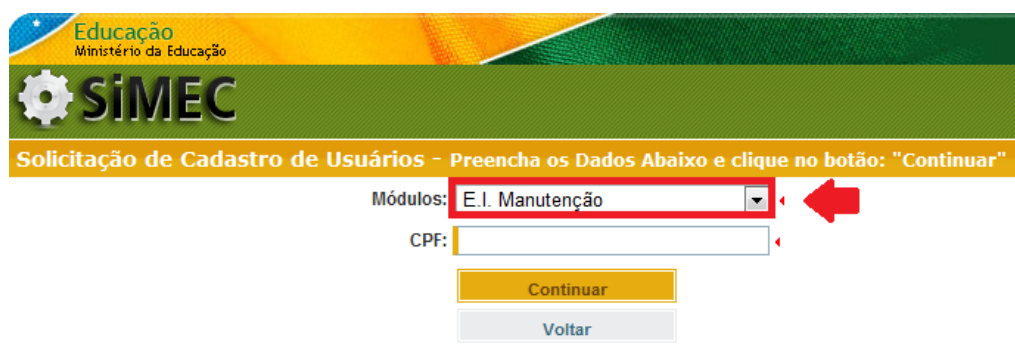 Educação
Ministério da Educação
SiMEC
Solicitação de Cadastro de Usuários - Preencha os Dados Abaixo e clique no botão: "Continuar"
Módulos: E.I. Manutenção
CPF:
Continuar
Voltar